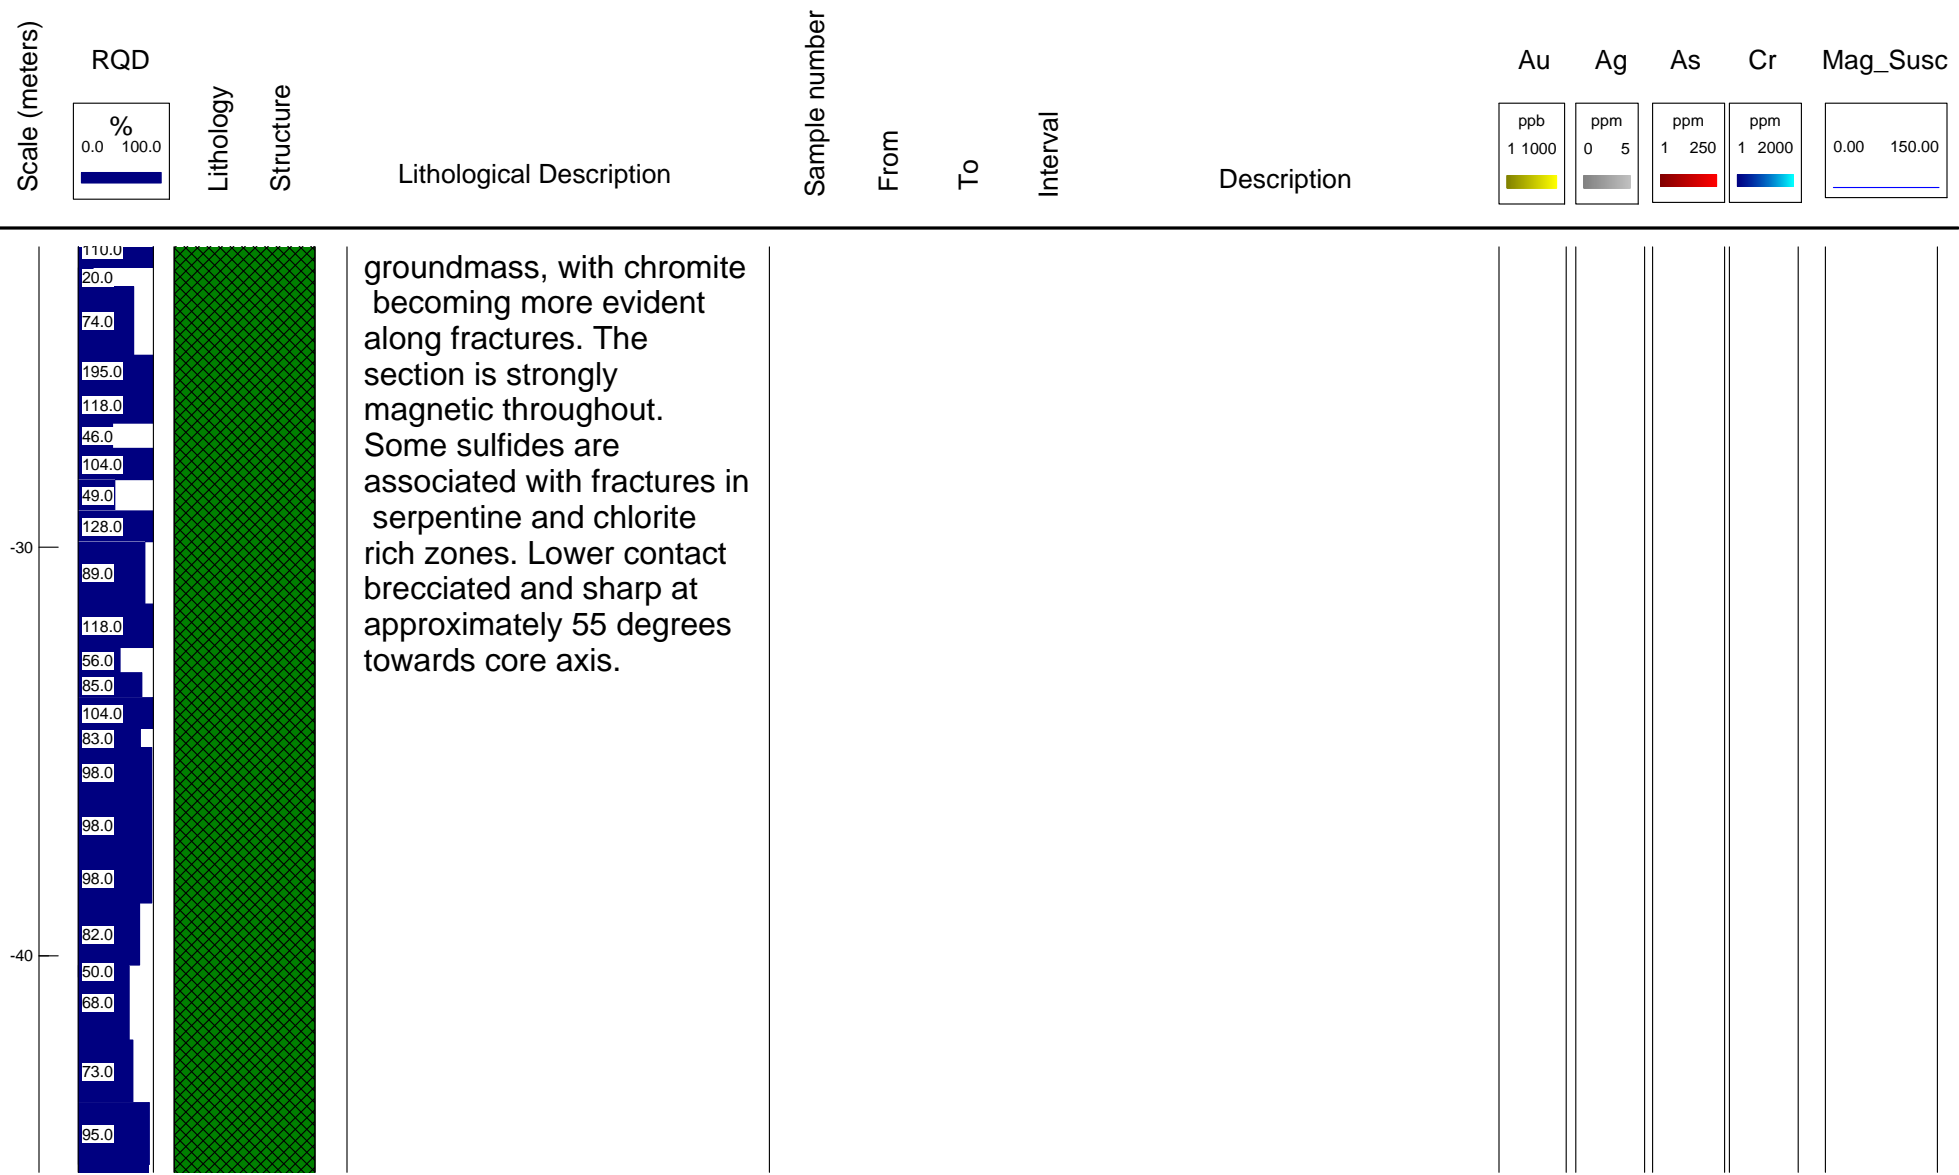 Scale (meters)
RQD
%
0.0 100.0
Lithology
Structure
Lithological Description
Sample number
From
To
Interval
Description
Au
ppb
1 1000
Ag
ppm
0 5
As
ppm
1 250
Cr
ppm
1 2000
Mag_Susc
0.00 150.00
110.0
20.0
74.0
195.0
118.0
46.0
104.0
49.0
128.0
-30
89.0
118.0
56.0
85.0
104.0
83.0
98.0
98.0
98.0
82.0
-40
50.0
68.0
73.0
95.0
groundmass, with chromite
becoming more evident
along fractures. The
section is strongly
magnetic throughout.
Some sulfides are
associated with fractures in
serpentine and chlorite
rich zones. Lower contact
brecciated and sharp at
approximately 55 degrees
towards core axis.